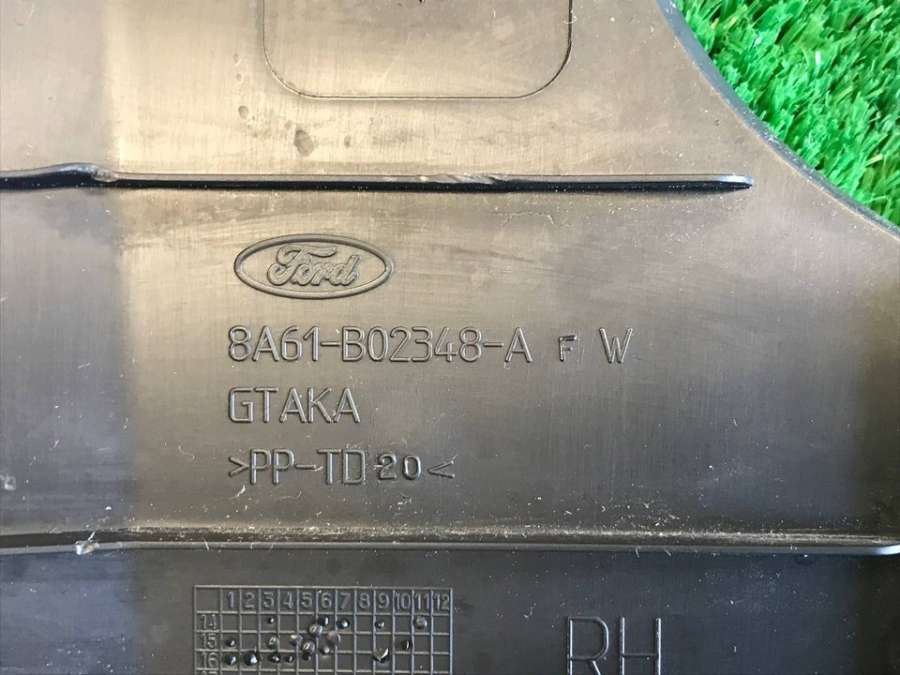 Ford
8A61-B02348-A F W
GTAKA
>PP-TD20<
1 2 3 4 5 6 7 8 9 10 11 12
14
15
16
RH